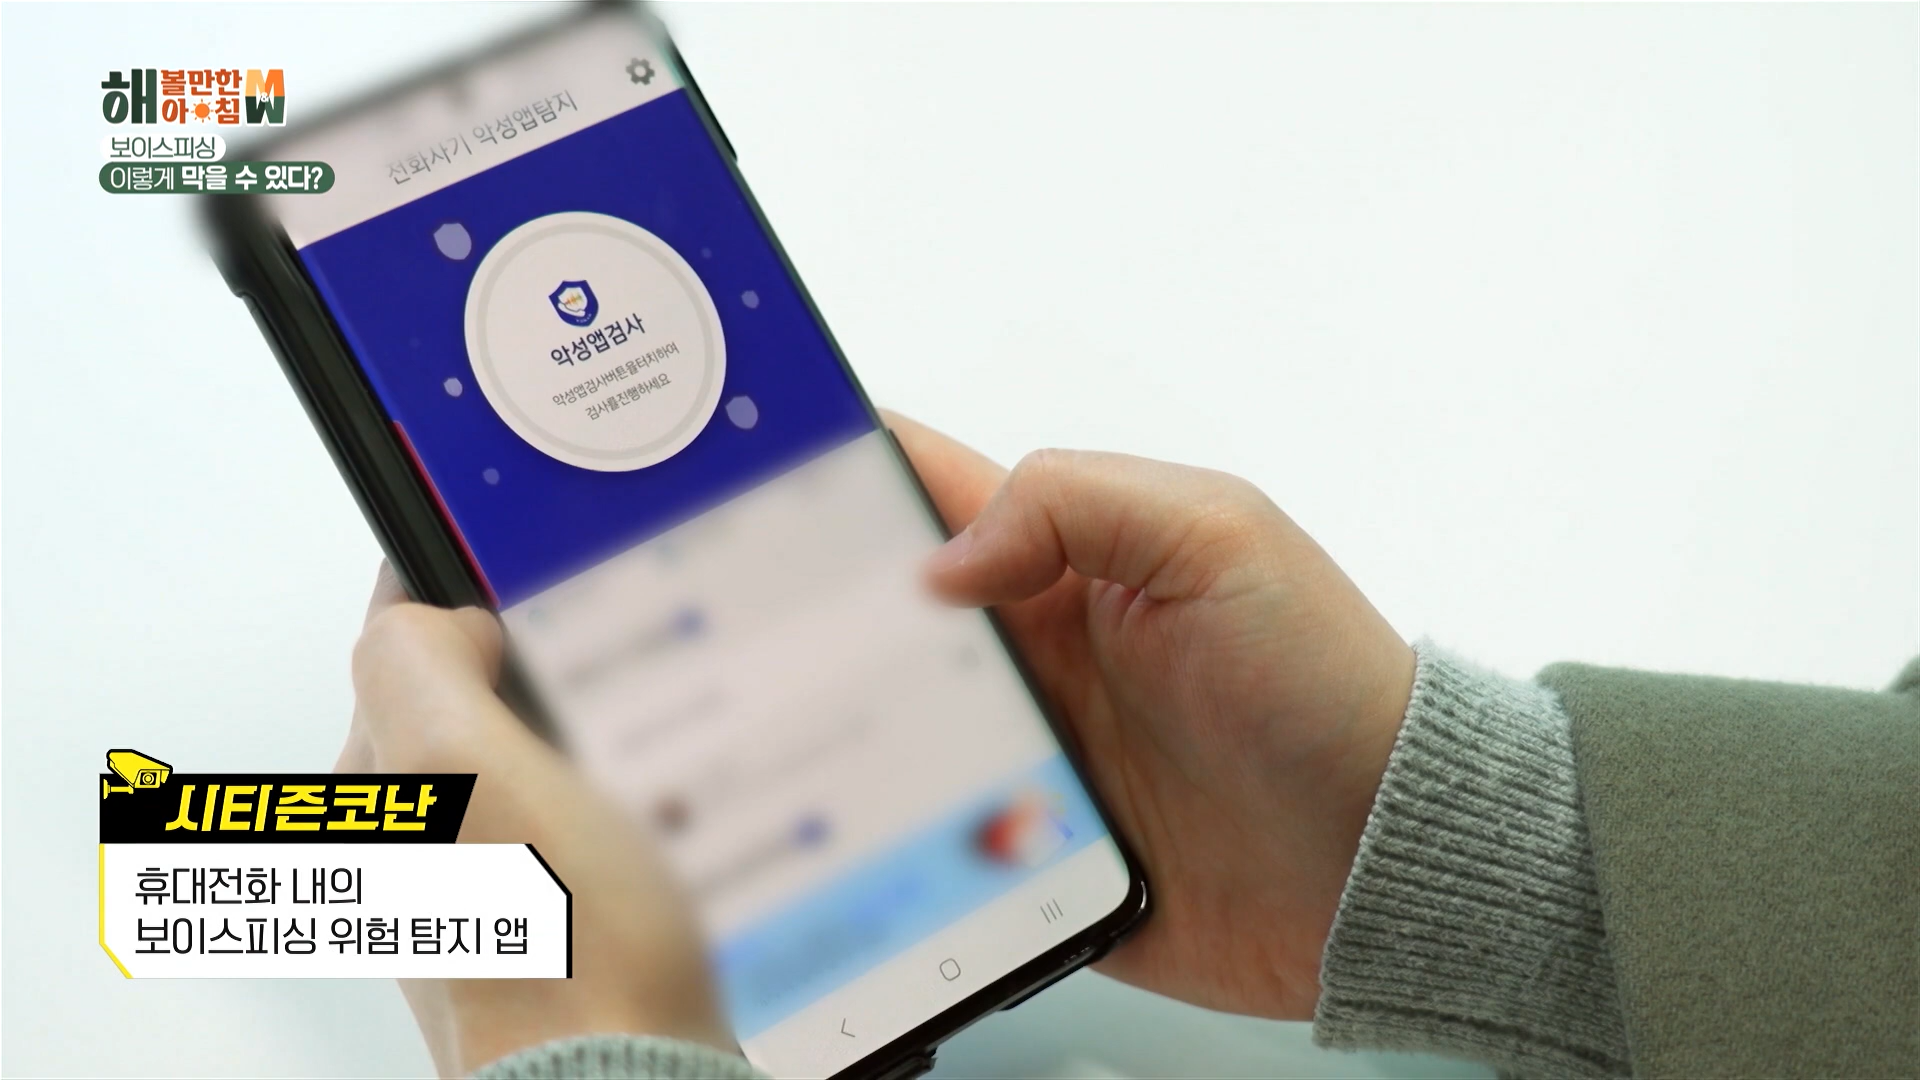 해볼만한
아침 M&W
보이스피싱
이렇게 막을 수 있다?
전화사기 악성앱탐지
악성앱검사
악성앱검사버튼을터치하여
검사를진행하세요
시티즌코난
휴대전화 내의
보이스피싱 위험 탐지 앱